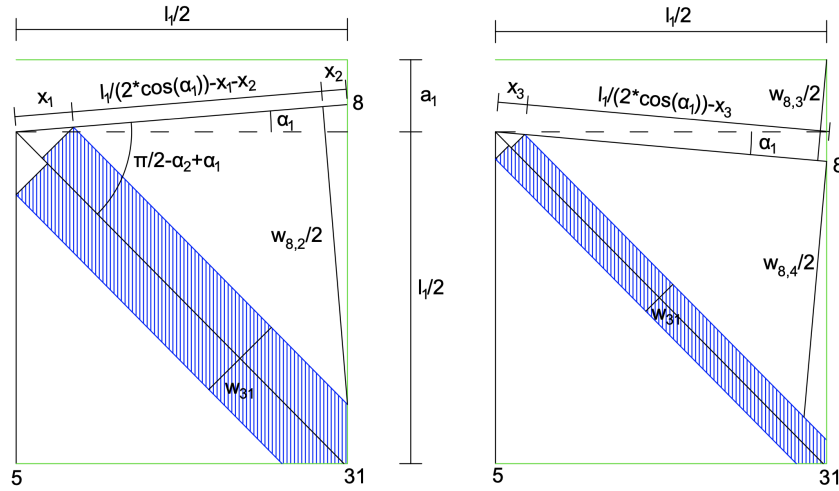 l₁/2
x₁
l₁/(2*cos(α₁))-x₁-x₂
x₂
8
a₁
α₁
π/2-α₂+α₁
w₈,₂/2
l₁/2
w₃₁
5
31
l₁/2
x₃
l₁/(2*cos(α₁))-x₃
w₈,₃/2
α₁
8
w₈,₄/2
w₃₁
5
31